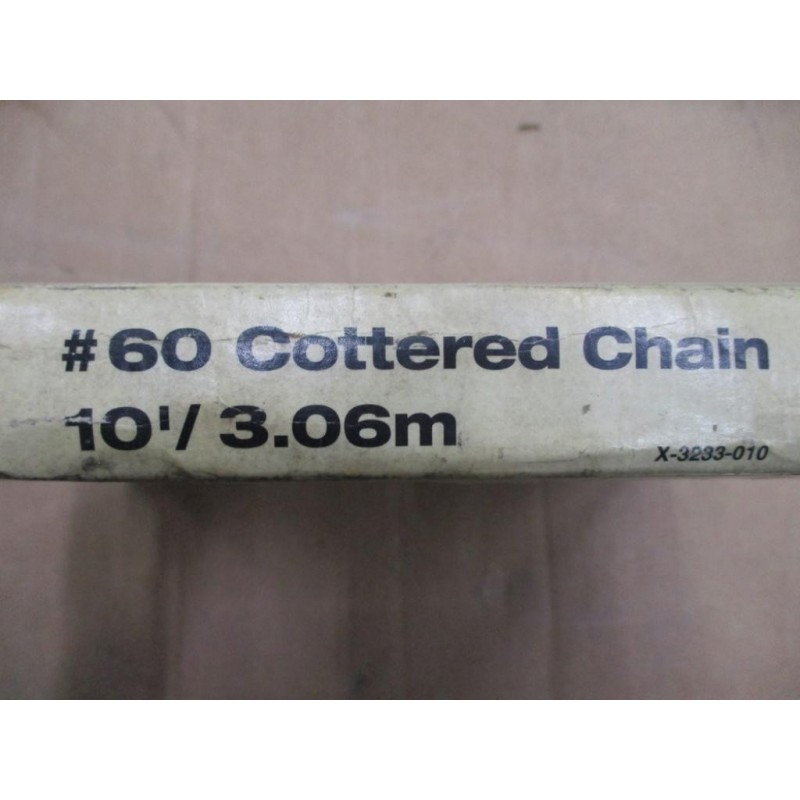 #60 Cottered Chain
10'/ 3.06m
X-3233-010